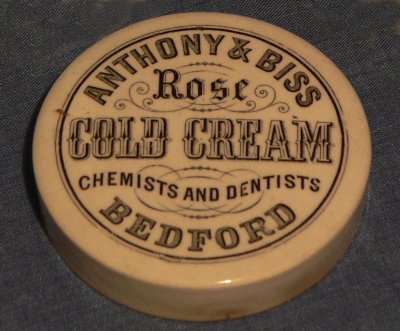 ANTHONY & BISS
Rose
COLD CREAM
CHEMISTS AND DENTISTS
BEDFORD